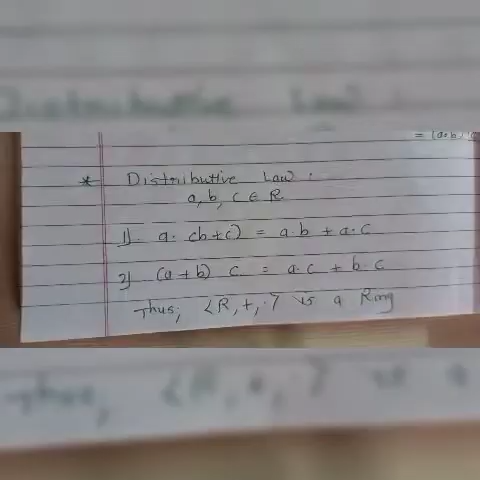 = (a.b).c
* Distributive Law :
a, b, c ∈ R
1) a. (b+c) = a.b + a.c
2) (a+b) c = a.c + b.c
Thus, <R, +, .> is a Ring